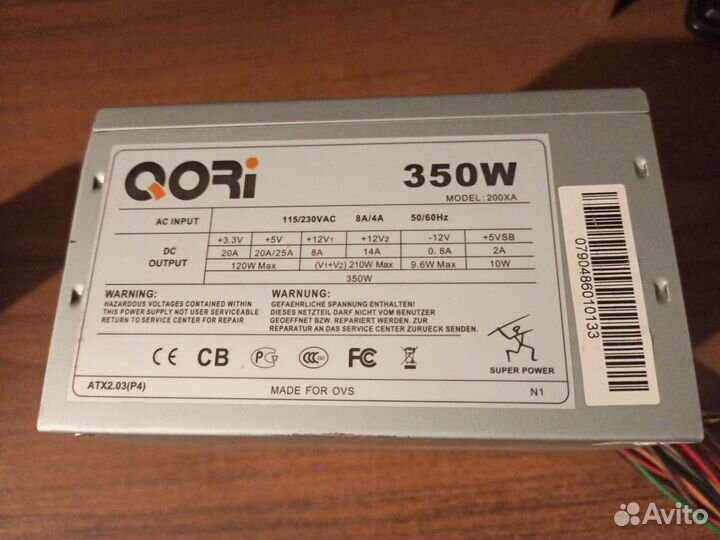 QORi
350W
MODEL: 200XA
AC INPUT 115/230VAC 8A/4A 50/60Hz
DC OUTPUT +3.3V +5V +12V1 +12V2 -12V +5VSB
20A 20A/25A 8A 14A 0. 8A 2A
120W Max (V1+V2) 210W Max 9.6W Max 10W
350W
WARNING:
HAZARDOUS VOLTAGES CONTAINED WITHIN
THIS POWER SUPPLY NOT USER SERVICEABLE
RETURN TO SERVICE CENTER FOR REPAIR
WARNUNG:
GEFAEHRLICHE SPANNUNG ENTHALTEN
DIESES NETZTEIL DARF NICHT VOM BENUTZER
GEOEFFNET BZW. REPARIERT WERDEN. ZUR
REPARATUR AN DAS SERVICE CENTER ZURUECK SENDEN.
CE CB PG CCC FC
SUPER POWER
ATX2.03(P4)
MADE FOR OVS
N1
0790486010133
Avito